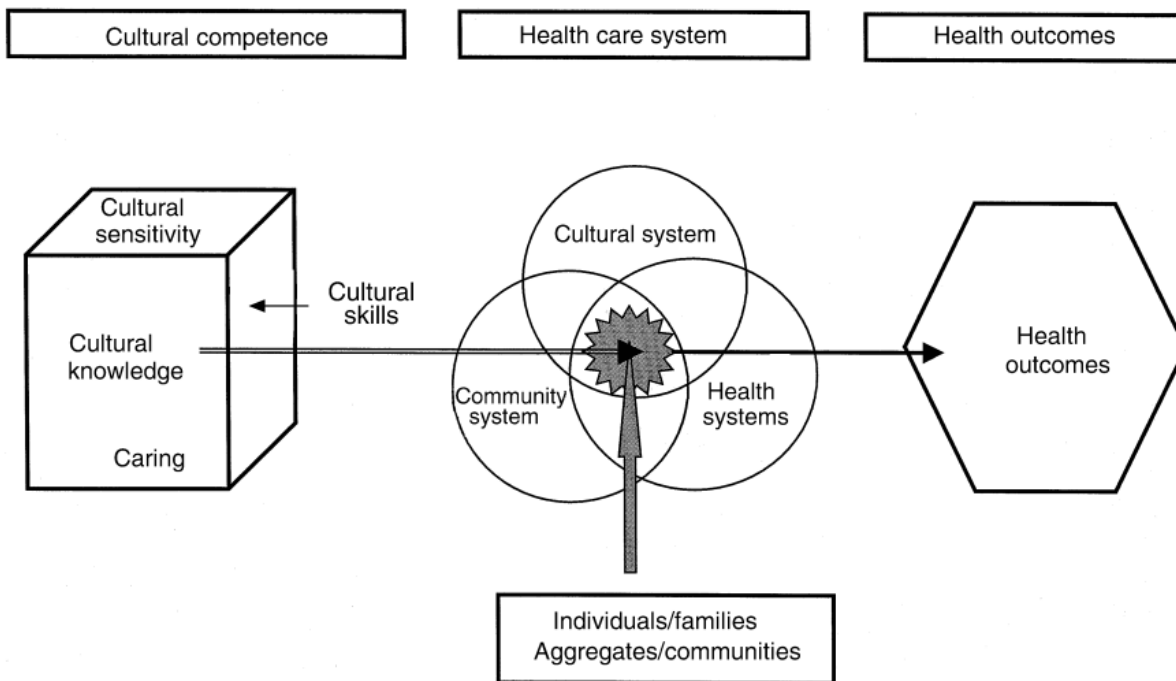 Cultural competence
Health care system
Health outcomes
Cultural
sensitivity
Cultural
skills
Cultural
knowledge
Caring
Cultural system
Community
system
Health
systems
Health
outcomes
Individuals/families
Aggregates/communities